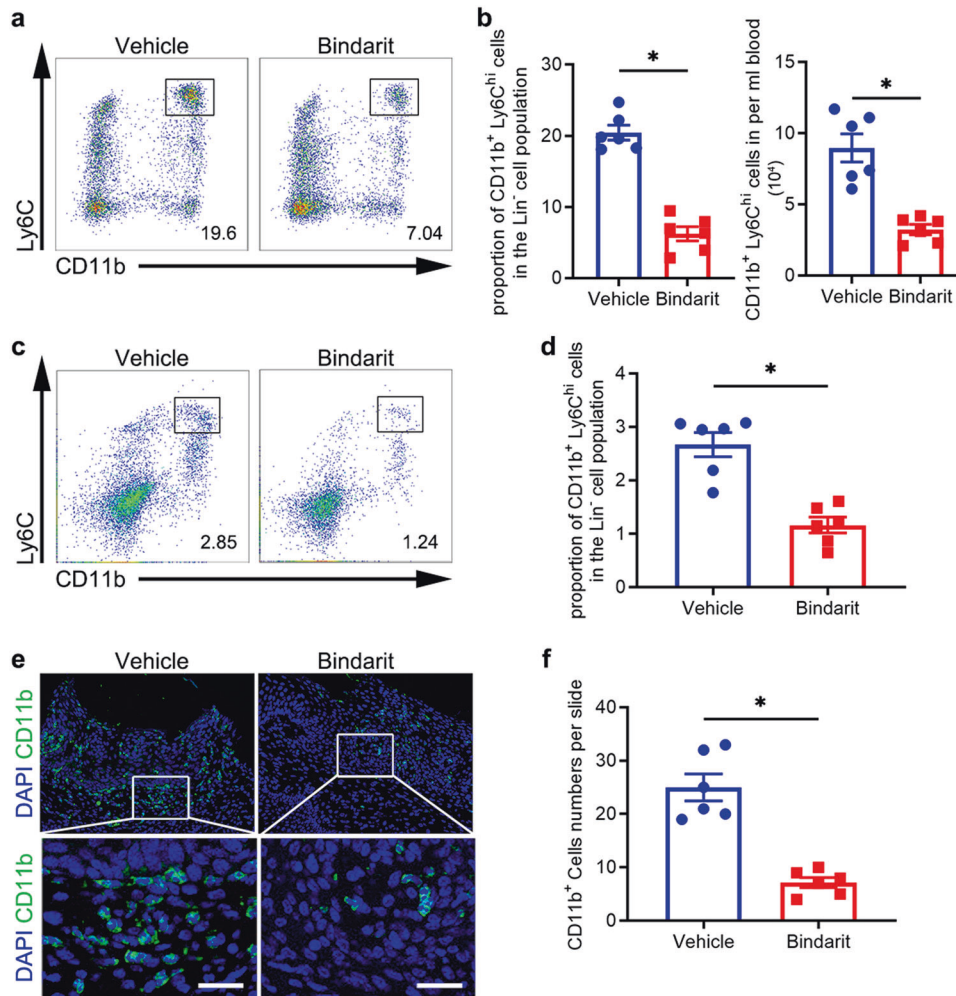 a
Vehicle
Bindarit
Ly6C
19.6
7.04
CD11b
b
proportion of CD11b⁺ Ly6Cʰⁱ cells
in the Lin⁻ cell population
30
20
10
0
Vehicle Bindarit
*
CD11b⁺ Ly6Cʰⁱ cells in per ml blood
(10⁴)
15
10
5
0
Vehicle Bindarit
*
c
Vehicle
Bindarit
Ly6C
2.85
1.24
CD11b
d
proportion of CD11b⁺ Ly6Cʰⁱ cells
in the Lin⁻ cell population
4
3
2
1
0
Vehicle Bindarit
*
e
Vehicle
Bindarit
DAPI CD11b
DAPI CD11b
f
CD11b⁺ Cells numbers per slide
40
30
20
10
0
Vehicle Bindarit
*